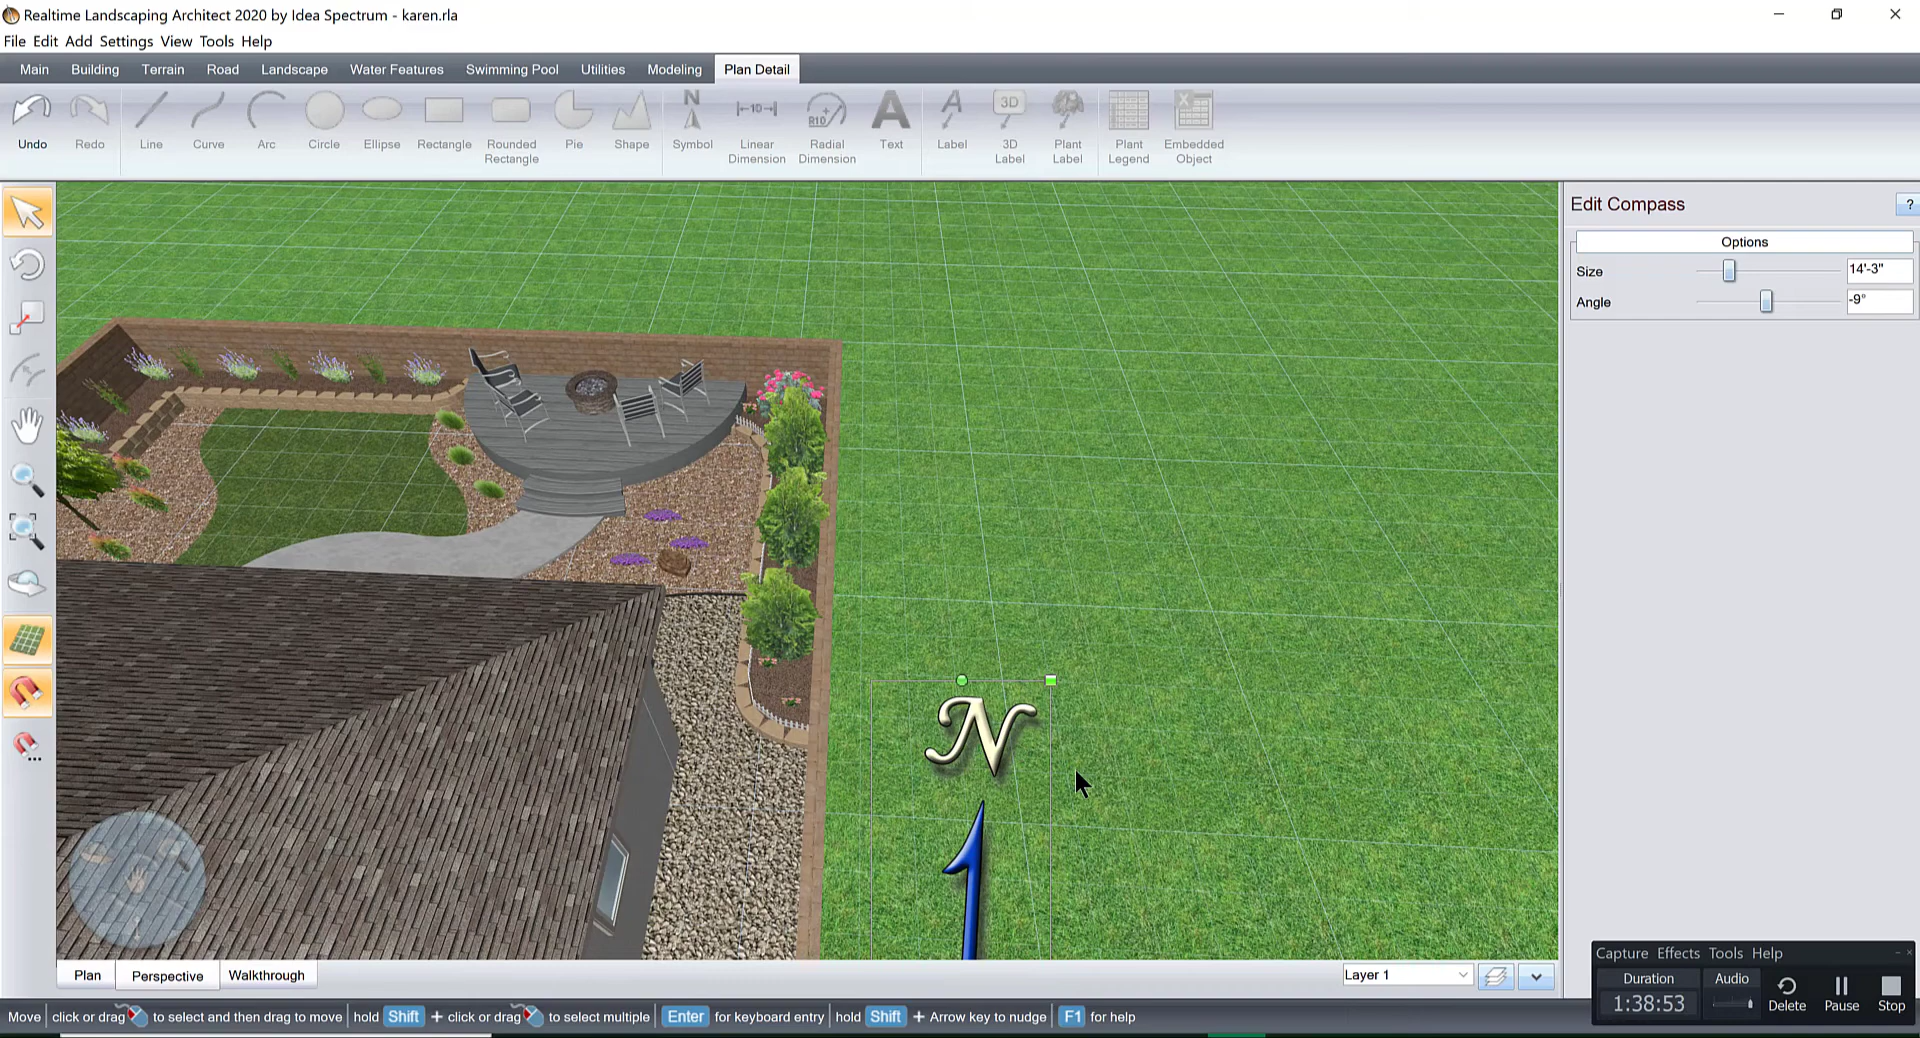 Realtime Landscaping Architect 2020 by Idea Spectrum - karen.rla
File Edit Add Settings View Tools Help
Main Building Terrain Road Landscape Water Features Swimming Pool Utilities Modeling Plan Detail
N |←1D→| R10 A A 3D
Undo Redo Line Curve Arc Circle Ellipse Rectangle Rounded Rectangle Pie Shape Symbol Linear Dimension Radial Dimension Text Label 3D Label Plant Label Plant Legend Embedded Object
Edit Compass ?
Options
Size 14'-3"
Angle -9°
N
Plan Perspective Walkthrough Layer 1
Capture Effects Tools Help
Duration Audio
1:38:53 Delete Pause Stop
Move click or drag to select and then drag to move hold Shift + click or drag to select multiple Enter for keyboard entry hold Shift + Arrow key to nudge F1 for help